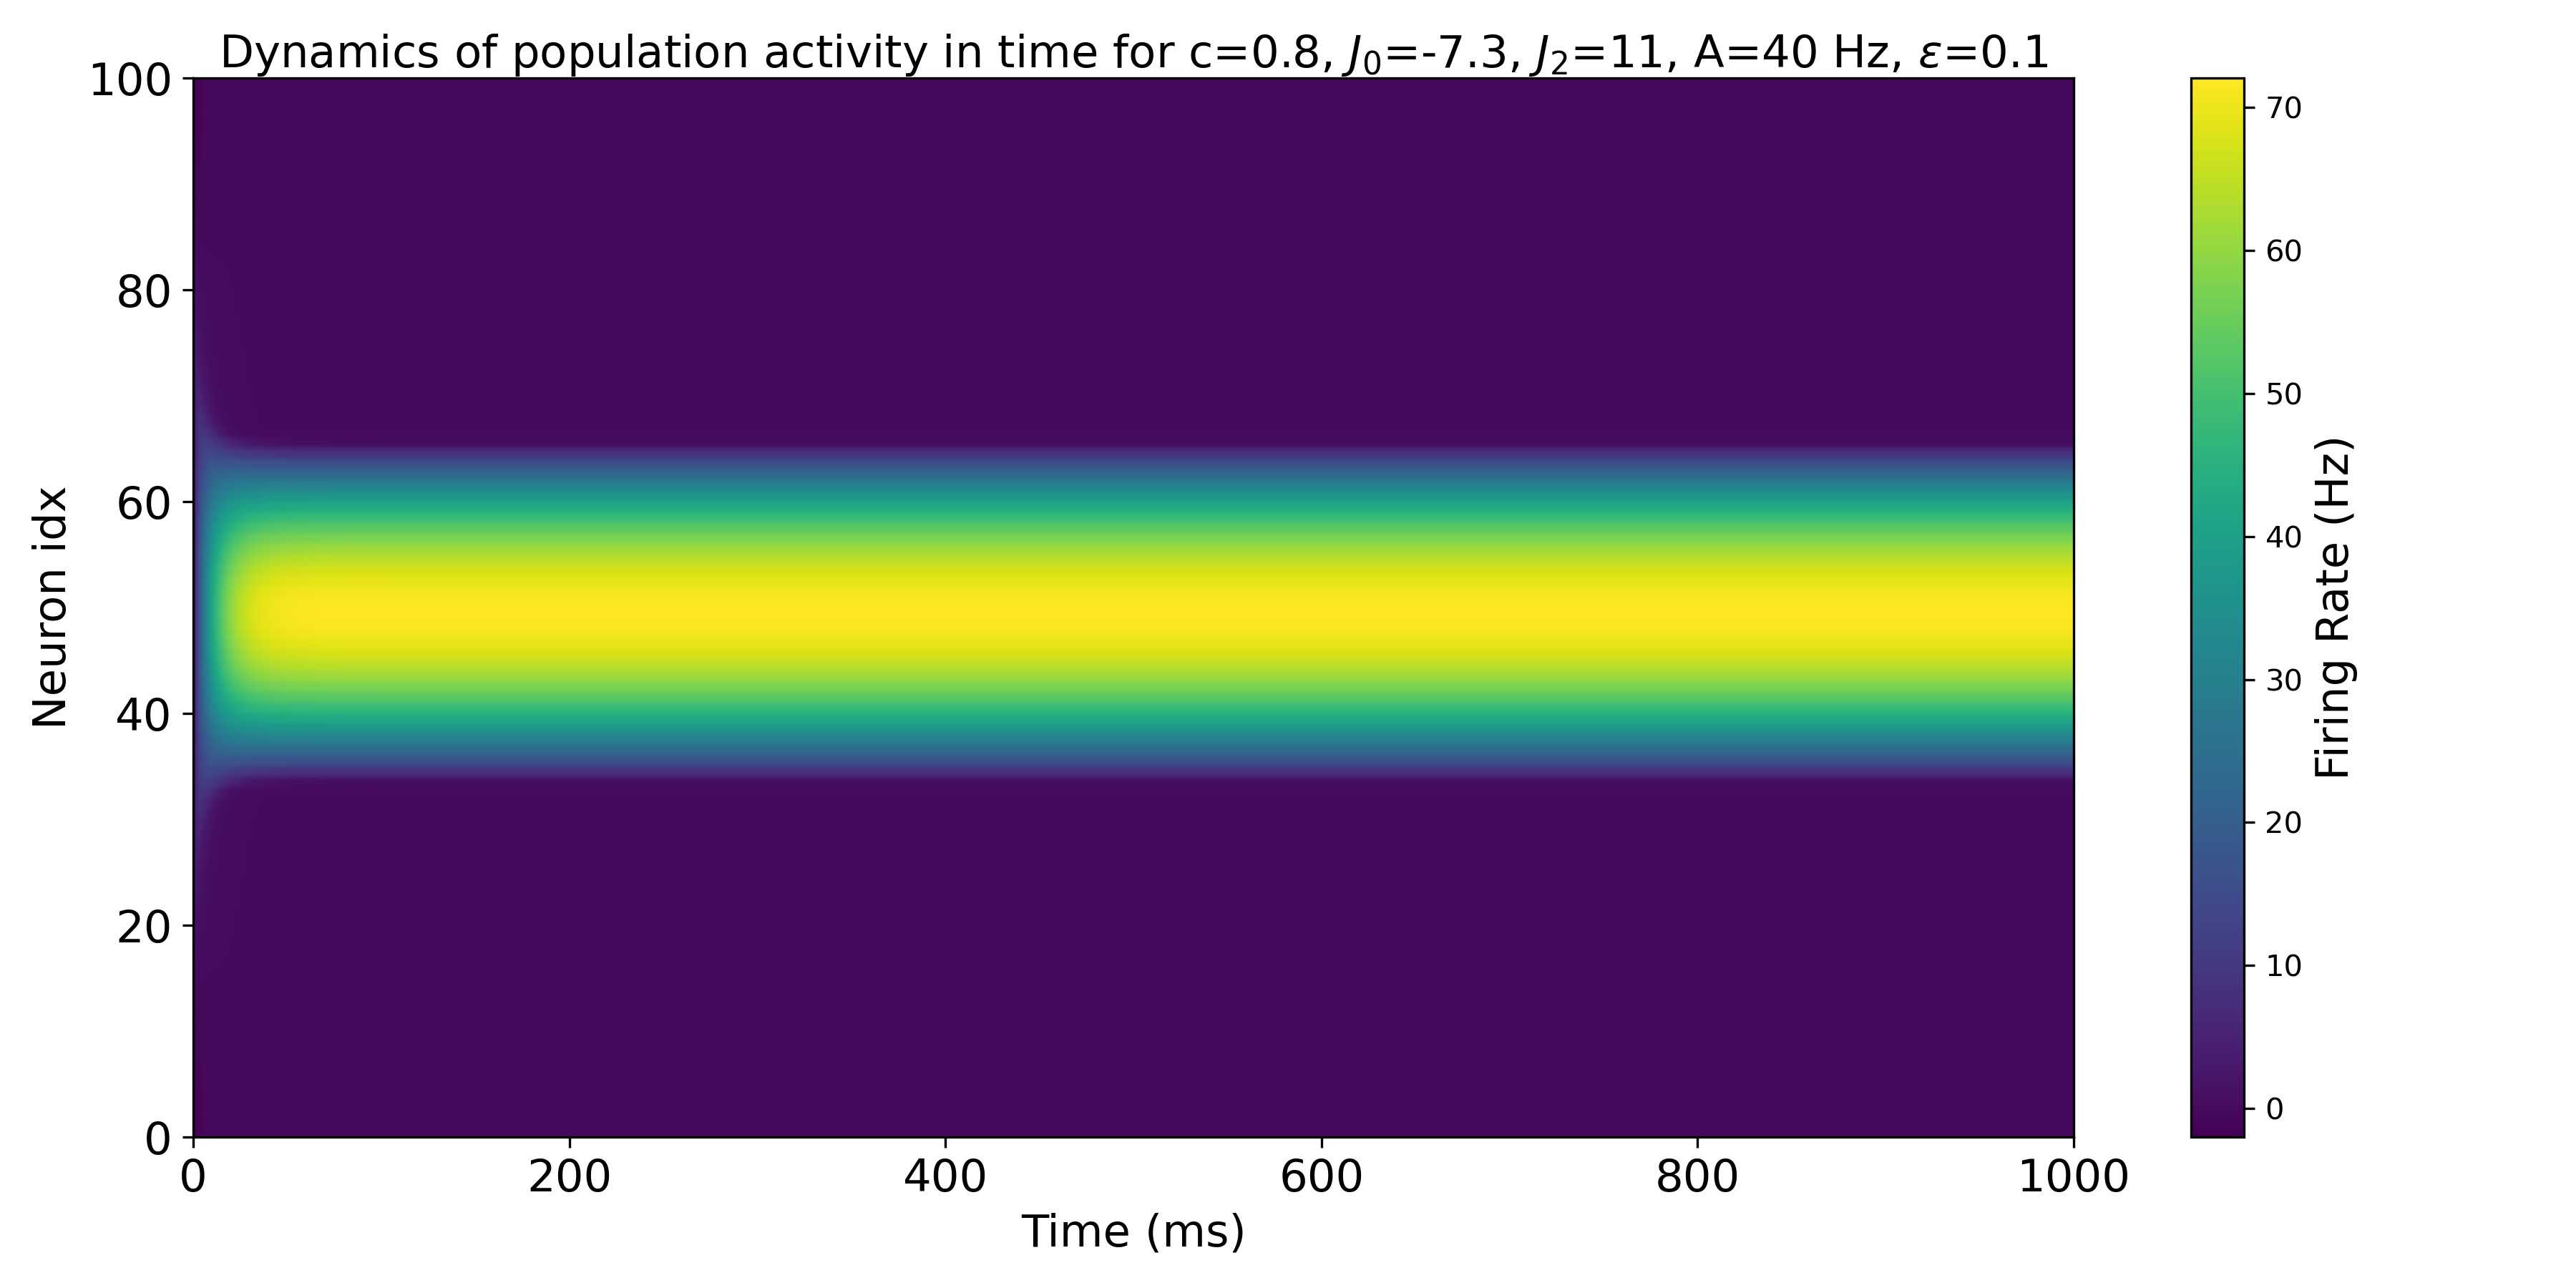 Dynamics of population activity in time for c=0.8, J₀=-7.3, J₂=11, A=40 Hz, ε=0.1
100
80
60
40
20
0
Neuron idx
0 200 400 600 800 1000
Time (ms)
70
60
50
40
30
20
10
0
Firing Rate (Hz)